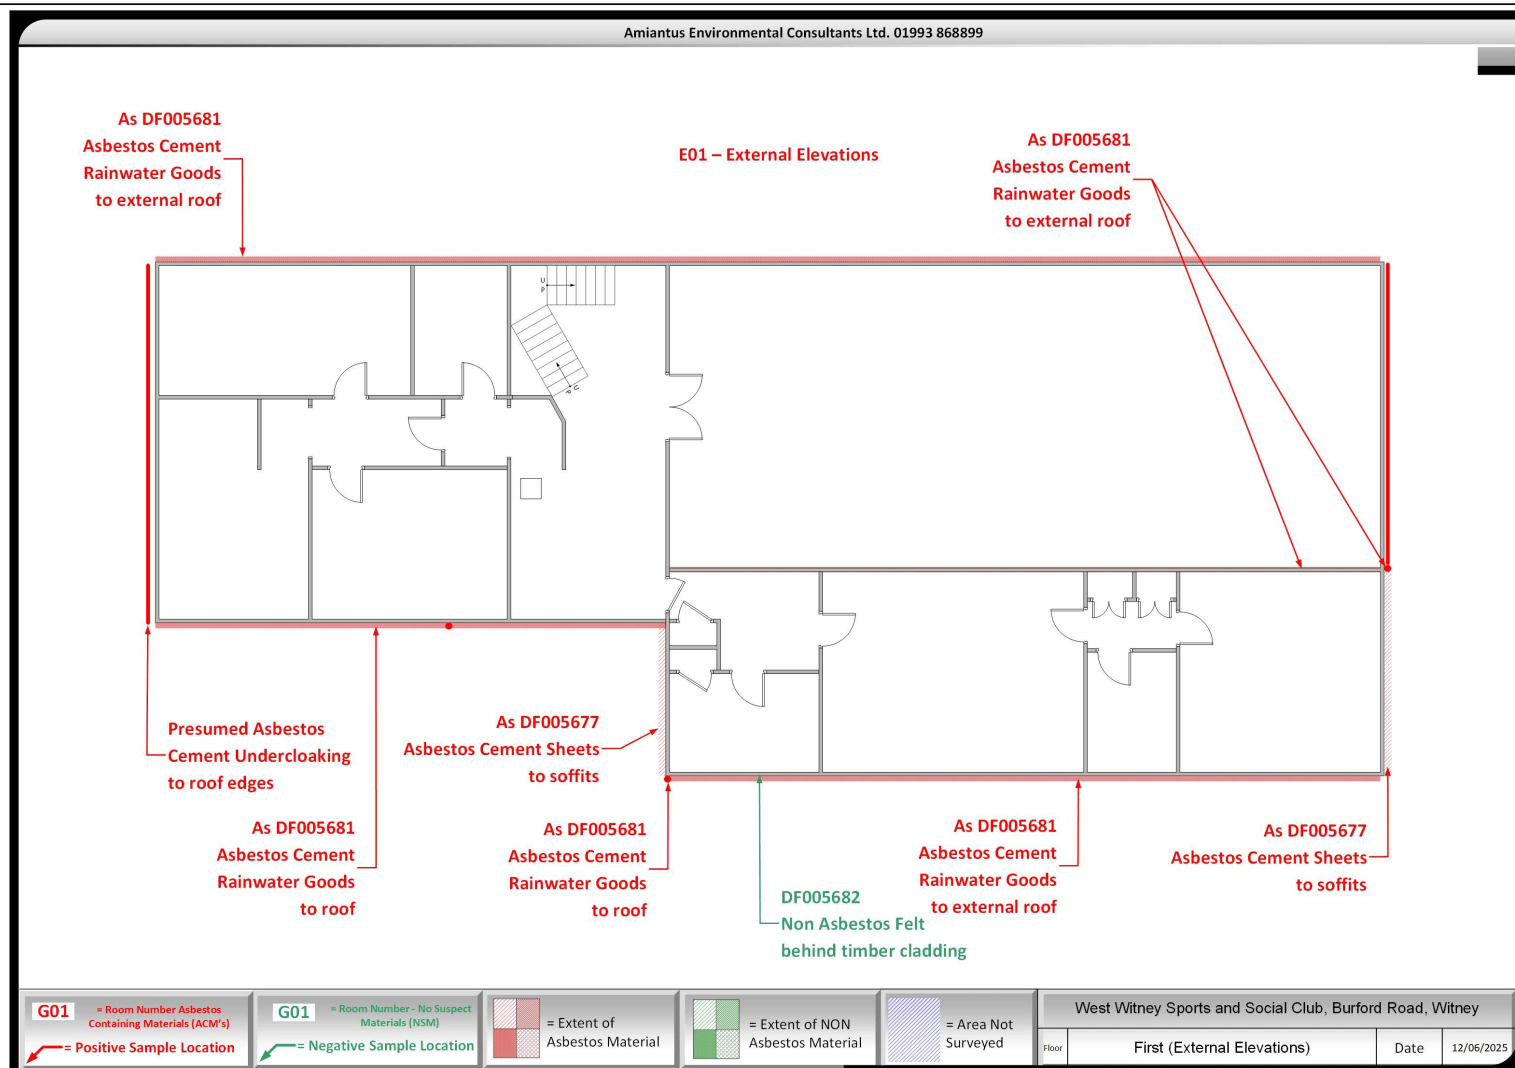 Amiantus Environmental Consultants Ltd. 01993 868899
As DF005681
Asbestos Cement
Rainwater Goods
to external roof
E01 – External Elevations
As DF005681
Asbestos Cement
Rainwater Goods
to external roof
U
P
U
P
Presumed Asbestos
Cement Undercloaking
to roof edges
As DF005677
Asbestos Cement Sheets
to soffits
As DF005681
Asbestos Cement
Rainwater Goods
to roof
As DF005681
Asbestos Cement
Rainwater Goods
to roof
DF005682
Non Asbestos Felt
behind timber cladding
As DF005681
Asbestos Cement
Rainwater Goods
to external roof
As DF005677
Asbestos Cement Sheets
to soffits
G01 = Room Number Asbestos
Containing Materials (ACM's)
= Positive Sample Location
G01 = Room Number - No Suspect
Materials (NSM)
= Negative Sample Location
= Extent of
Asbestos Material
= Extent of NON
Asbestos Material
= Area Not
Surveyed
West Witney Sports and Social Club, Burford Road, Witney
Floor First (External Elevations) Date 12/06/2025